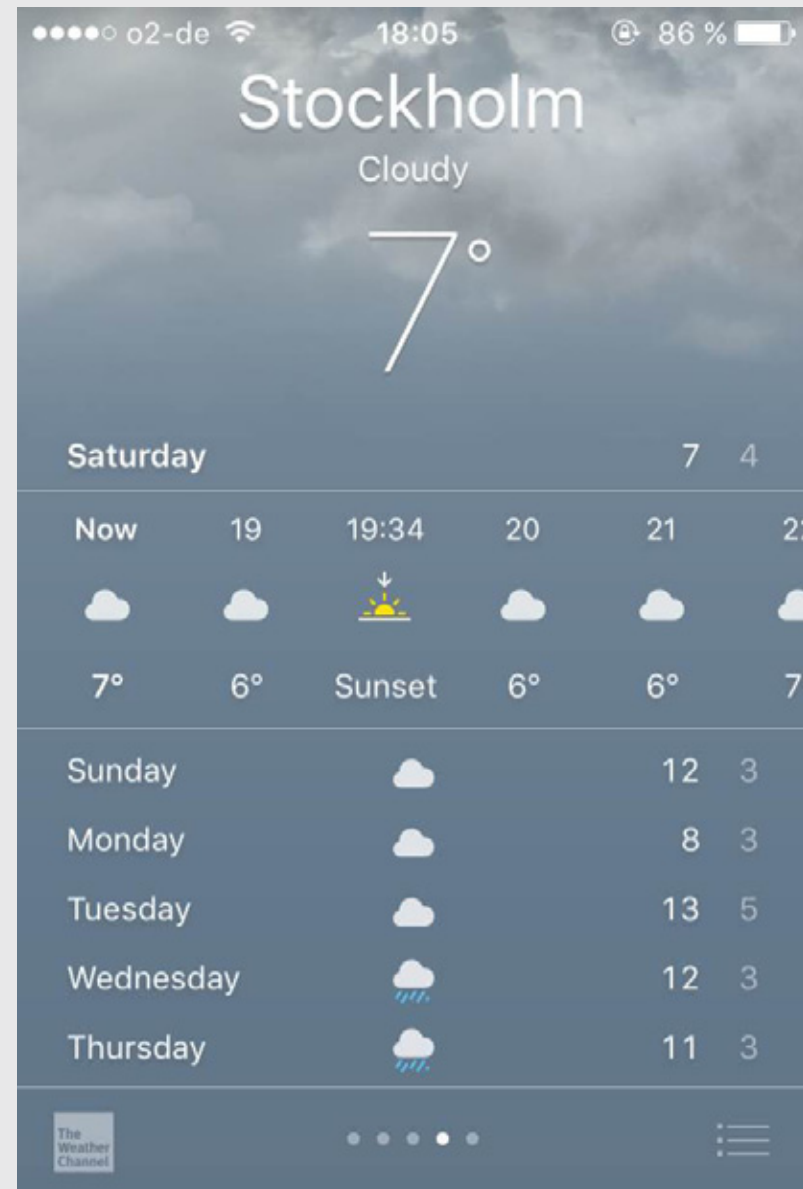 o2-de 18:05 86 %
Stockholm
Cloudy
7°
Saturday 7 4
Now 19 19:34 20 21
7° 6° Sunset 6° 6° 7
Sunday 12 3
Monday 8 3
Tuesday 13 5
Wednesday 12 3
Thursday 11 3
The
Weather
Channel